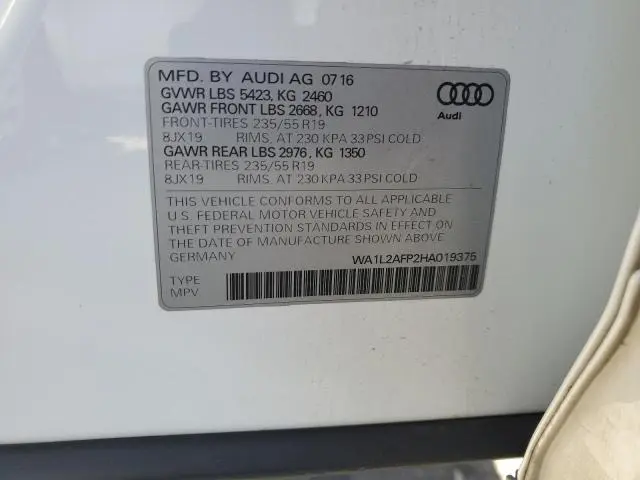 MFD. BY AUDI AG 07 16
GVWR LBS 5423, KG 2460
GAWR FRONT LBS 2668, KG 1210
FRONT-TIRES 235/55 R19
8JX19 RIMS, AT 230 KPA 33 PSI COLD
GAWR REAR LBS 2976, KG 1350
REAR-TIRES 235/55 R19
8JX19 RIMS, AT 230 KPA 33 PSI COLD
Audi
THIS VEHICLE CONFORMS TO ALL APPLICABLE
U.S. FEDERAL MOTOR VEHICLE SAFETY AND
THEFT PREVENTION STANDARDS IN EFFECT ON
THE DATE OF MANUFACTURE SHOWN ABOVE.
GERMANY WA1L2AFP2HA019375
TYPE
MPV